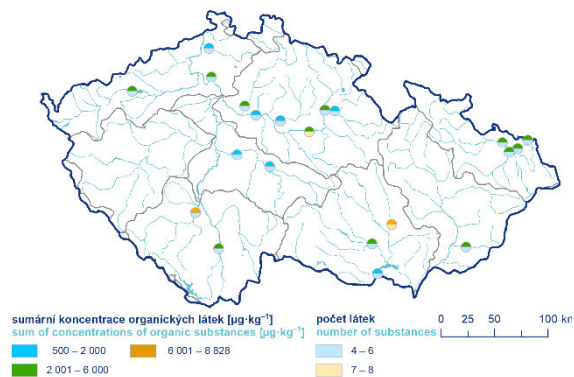 sumární koncentrace organických látek [µg·kg⁻¹]
sum of concentrations of organic substances [µg·kg⁻¹]
500 – 2 000
6 001 – 8 828
2 001 – 6 000
počet látek
number of substances
4 – 6
7 – 8
0 25 50 100 km